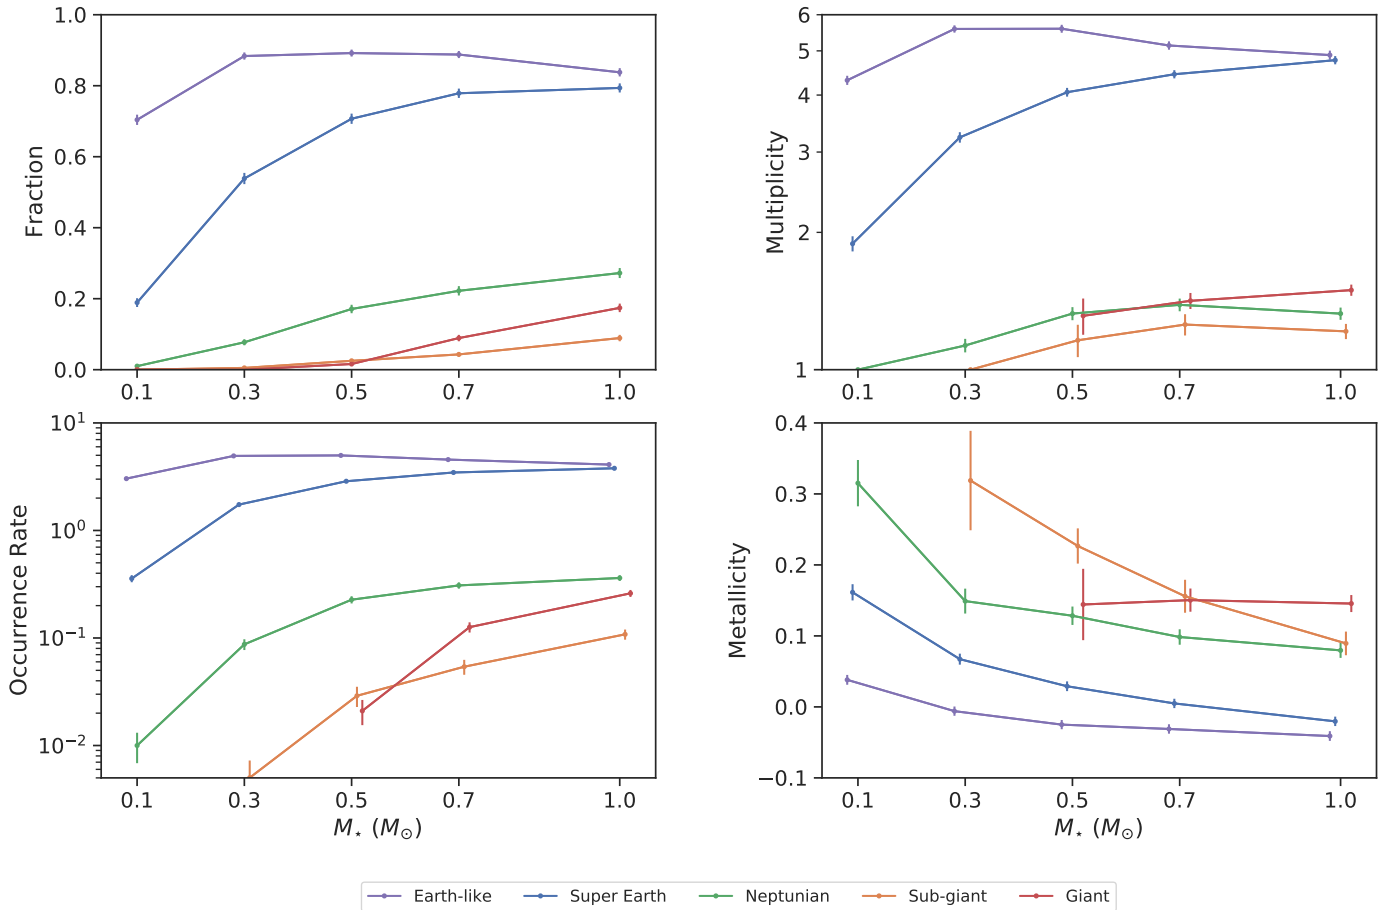 Fraction
1.0
0.8
0.6
0.4
0.2
0.0
0.1 0.3 0.5 0.7 1.0
Multiplicity
6
5
4
3
2
1
0.1 0.3 0.5 0.7 1.0
Occurrence Rate
10¹
10⁰
10⁻¹
10⁻²
0.1 0.3 0.5 0.7 1.0
M⋆ (M⊙)
Metallicity
0.4
0.3
0.2
0.1
0.0
−0.1
0.1 0.3 0.5 0.7 1.0
M⋆ (M⊙)
Earth-like Super Earth Neptunian Sub-giant Giant